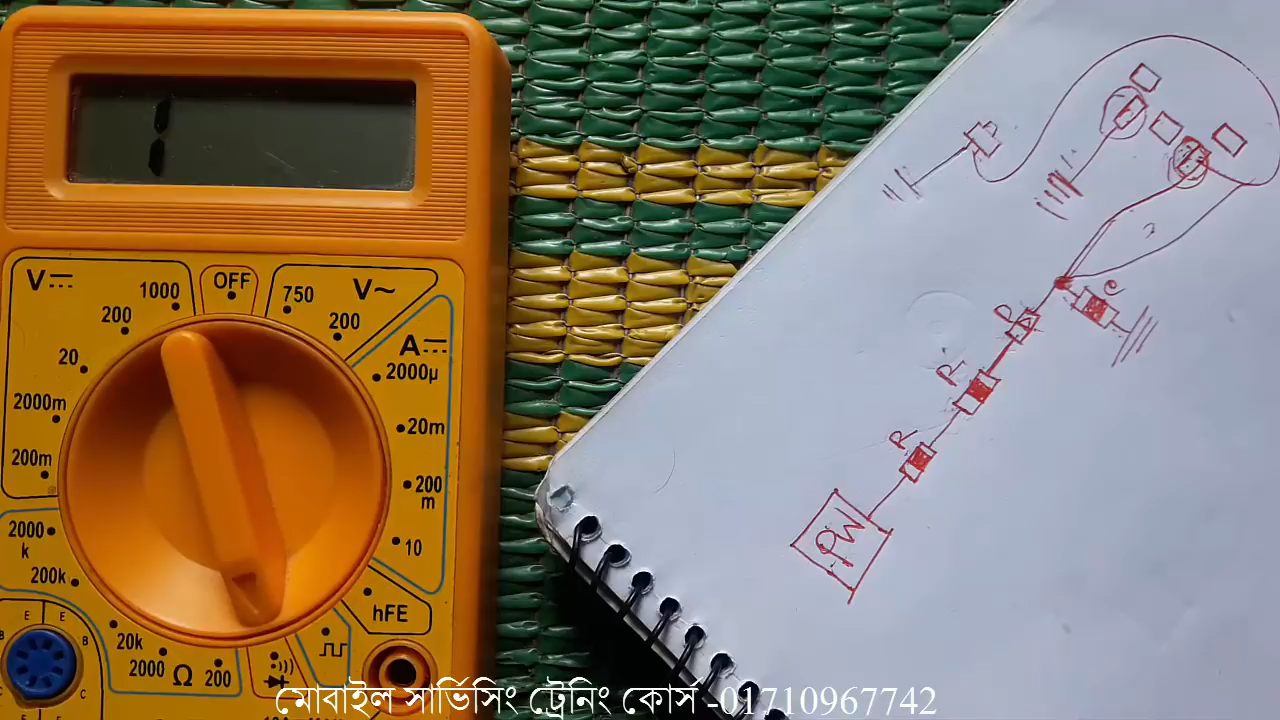 1
V⎓
1000
OFF
750
V~
200
200
A⎓
20
2000µ
2000m
20m
200m
200
m
2000
k
10
200k
hFE
20k
2000
Ω
200
E
E
B
B
C
C
E
E
e
P
R
R
PW
মোবাইল সার্ভিসিং ট্রেনিং কোর্স -01710967742